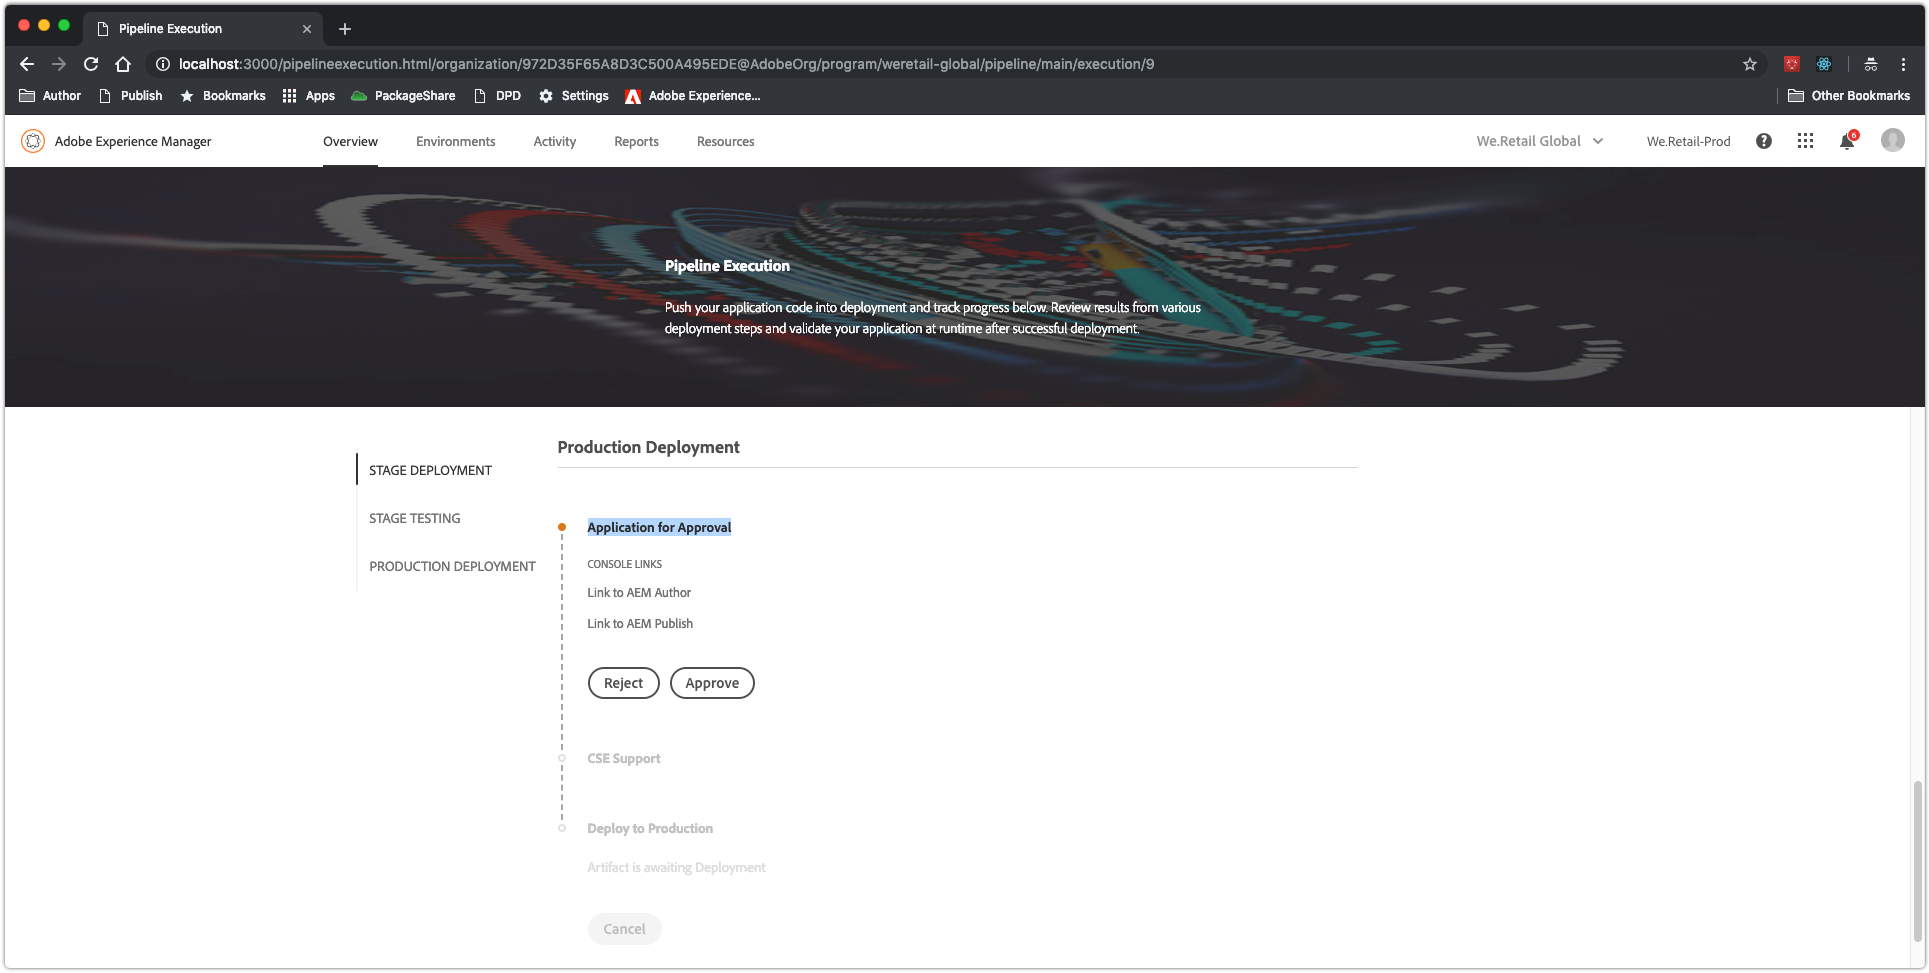 Pipeline Execution
localhost:3000/pipelineexecution.html/organization/972D35F65A8D3C500A495EDE@AdobeOrg/program/weretail-global/pipeline/main/execution/9
Author Publish Bookmarks Apps PackageShare DPD Settings Adobe Experience... Other Bookmarks
Adobe Experience Manager Overview Environments Activity Reports Resources We.Retail Global We.Retail-Prod 6
Pipeline Execution
Push your application code into deployment and track progress below. Review results from various
deployment steps and validate your application at runtime after successful deployment.
STAGE DEPLOYMENT
STAGE TESTING
PRODUCTION DEPLOYMENT
Production Deployment
Application for Approval
CONSOLE LINKS
Link to AEM Author
Link to AEM Publish
Reject Approve
CSE Support
Deploy to Production
Artifact is awaiting Deployment
Cancel